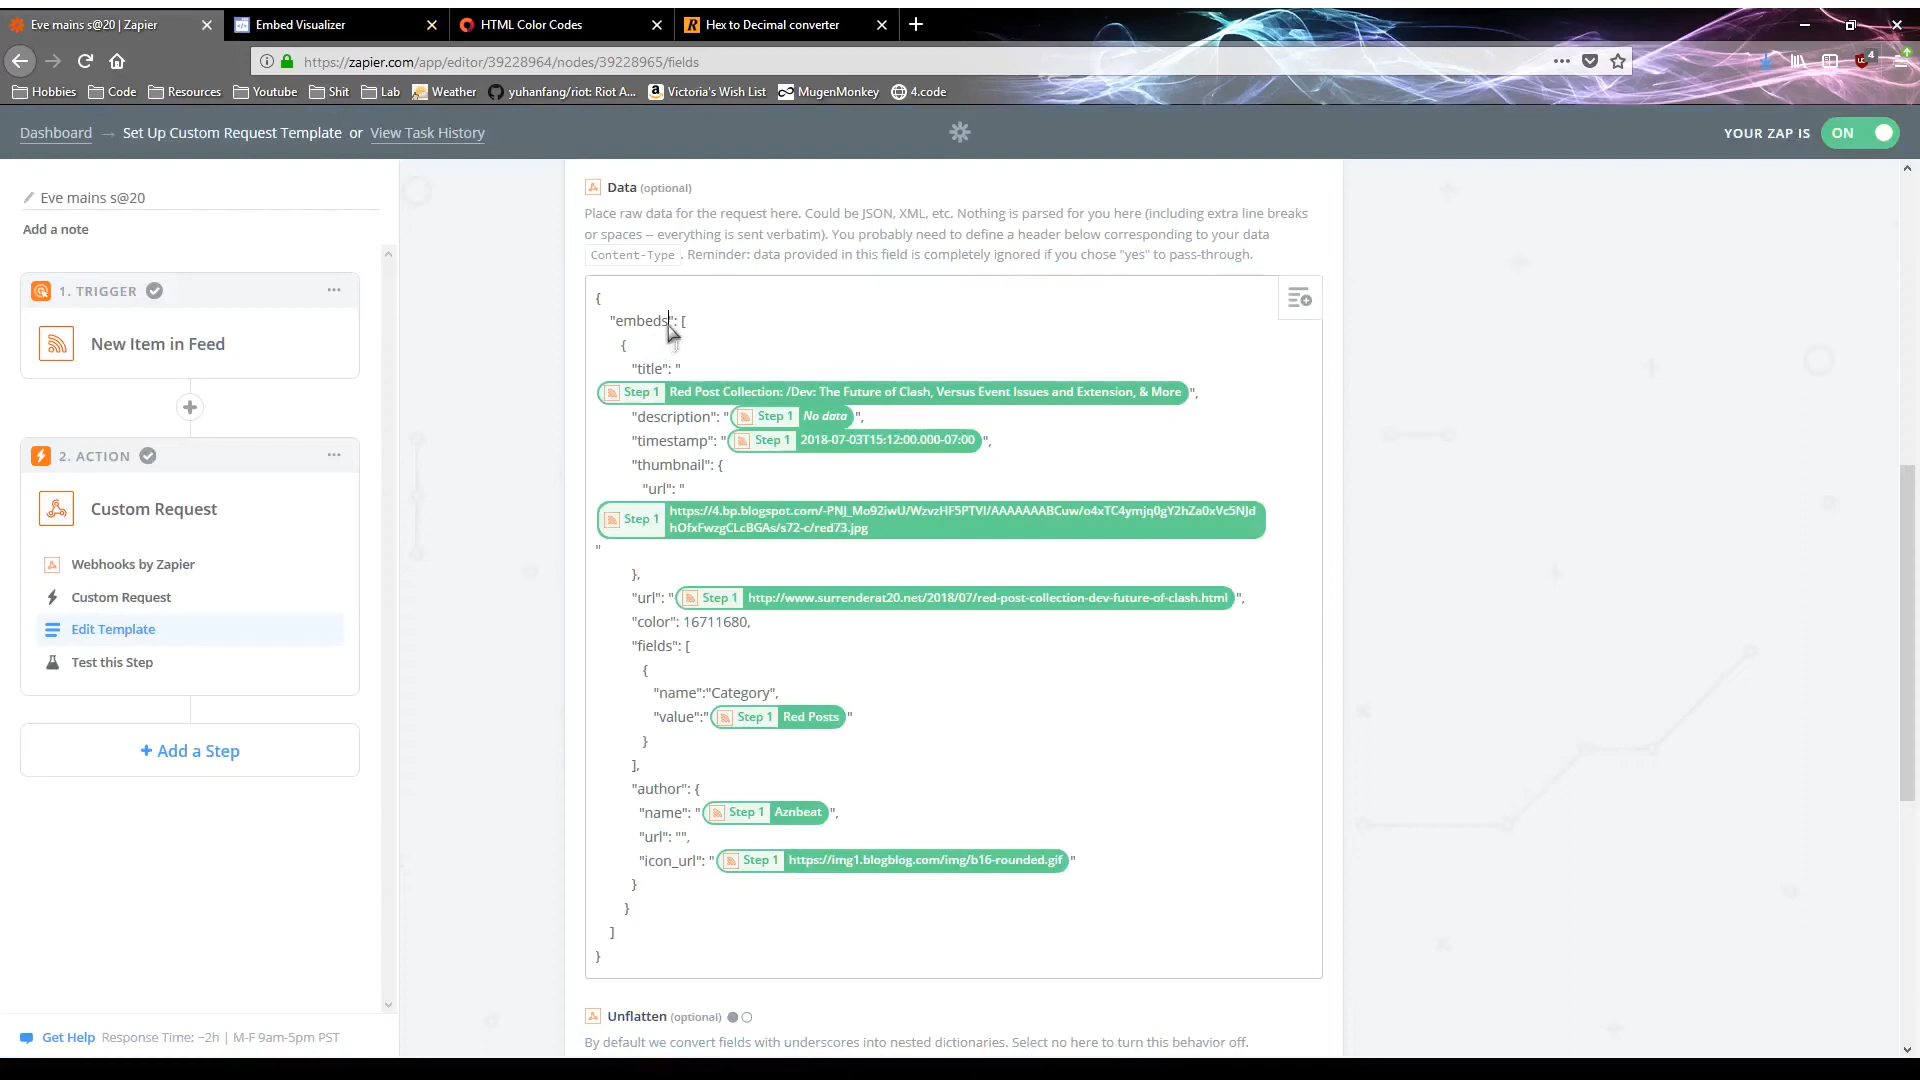 Eve mains s@20 | Zapier
Embed Visualizer
HTML Color Codes
Hex to Decimal converter
https://zapier.com/app/editor/39228964/nodes/39228965/fields
4
Hobbies
Code
Resources
Youtube
Shit
Lab
Weather
yuhanfang/riot: Riot A...
Victoria's Wish List
MugenMonkey
4.code
Dashboard → Set Up Custom Request Template or View Task History
YOUR ZAP IS ON
Eve mains s@20
Add a note
1. TRIGGER
New Item in Feed
2. ACTION
Custom Request
Webhooks by Zapier
Custom Request
Edit Template
Test this Step
+ Add a Step
Get Help Response Time: ~2h | M-F 9am-5pm PST
Data (optional)
Place raw data for the request here. Could be JSON, XML, etc. Nothing is parsed for you here (including extra line breaks
or spaces -- everything is sent verbatim). You probably need to define a header below corresponding to your data
Content-Type . Reminder: data provided in this field is completely ignored if you chose "yes" to pass-through.
{
"embeds": [
{
"title": "
Step 1 Red Post Collection: /Dev: The Future of Clash, Versus Event Issues and Extension, & More ",
"description": " Step 1 No data ",
"timestamp": " Step 1 2018-07-03T15:12:00.000-07:00 ",
"thumbnail": {
"url": "
Step 1 https://4.bp.blogspot.com/-PNJ_Mo92iwU/WzvzHF5PTVI/AAAAAAABCuw/o4xTC4ymjq0gY2hZa0xVc5NJd
hOfxFwzgCLcBGAs/s72-c/red73.jpg
"
},
"url": " Step 1 http://www.surrenderat20.net/2018/07/red-post-collection-dev-future-of-clash.html ",
"color": 16711680,
"fields": [
{
"name":"Category",
"value":" Step 1 Red Posts "
}
],
"author": {
"name": " Step 1 Aznbeat ",
"url": "",
"icon_url": " Step 1 https://img1.blogblog.com/img/b16-rounded.gif "
}
}
]
}
Unflatten (optional)
By default we convert fields with underscores into nested dictionaries. Select no here to turn this behavior off.